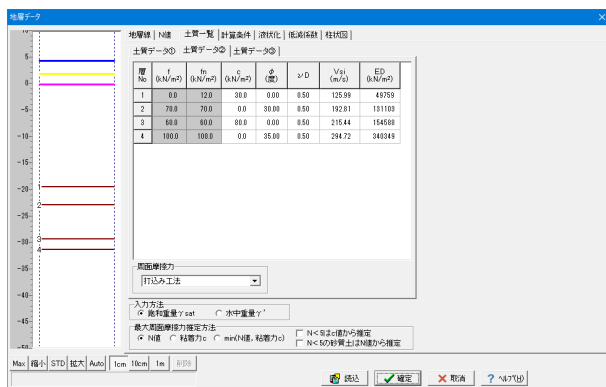 地層データ
地層線 N値 土質一覧 計算条件 液状化 低減係数 柱状図
土質データ① 土質データ② 土質データ③
層No f(kN/m²) fn(kN/m²) c(kN/m²) φ(度) νD Vsi(m/s) ED(kN/m²)
1 0.0 12.0 30.0 0.00 0.50 125.99 49759
2 70.0 70.0 0.0 30.00 0.50 192.81 131103
3 60.0 60.0 80.0 0.00 0.50 215.44 154588
4 100.0 100.0 0.0 35.00 0.50 294.72 340349
10
5
0
-5
-10
-15
-20
-25
-30
-35
-40
-45
-50
1
2
3
4
周面摩擦力
打込み工法
入力方法
飽和重量γsat 水中重量γ'
最大周面摩擦力推定方法
N値 粘着力c min(N値,粘着力c)
N<5はc値から推定
N<5の砂質土はN値から推定
Max 縮小 STD 拡大 Auto 1cm 10cm 1m 削除
読込 確定 取消 ヘルプ(H)